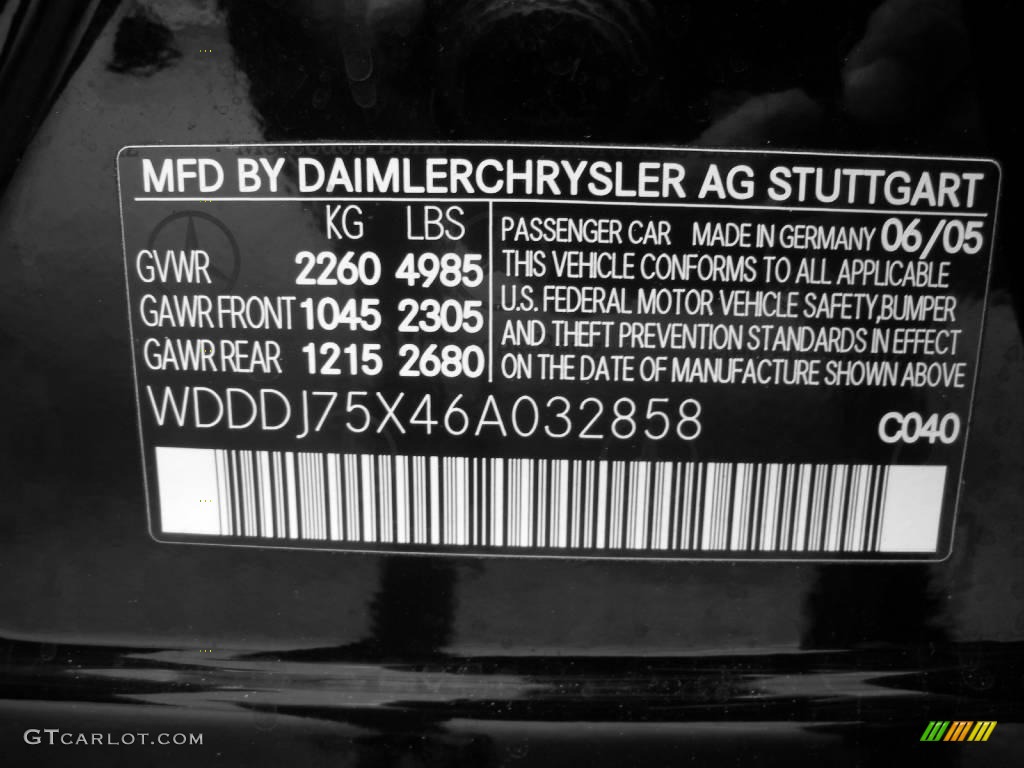 MFD BY DAIMLERCHRYSLER AG STUTTGART
KG LBS
GVWR 2260 4985
GAWR FRONT 1045 2305
GAWR REAR 1215 2680
PASSENGER CAR MADE IN GERMANY 06/05
THIS VEHICLE CONFORMS TO ALL APPLICABLE
U.S. FEDERAL MOTOR VEHICLE SAFETY,BUMPER
AND THEFT PREVENTION STANDARDS IN EFFECT
ON THE DATE OF MANUFACTURE SHOWN ABOVE
WDDDJ75X46A032858 C040
GTCARLOT.COM